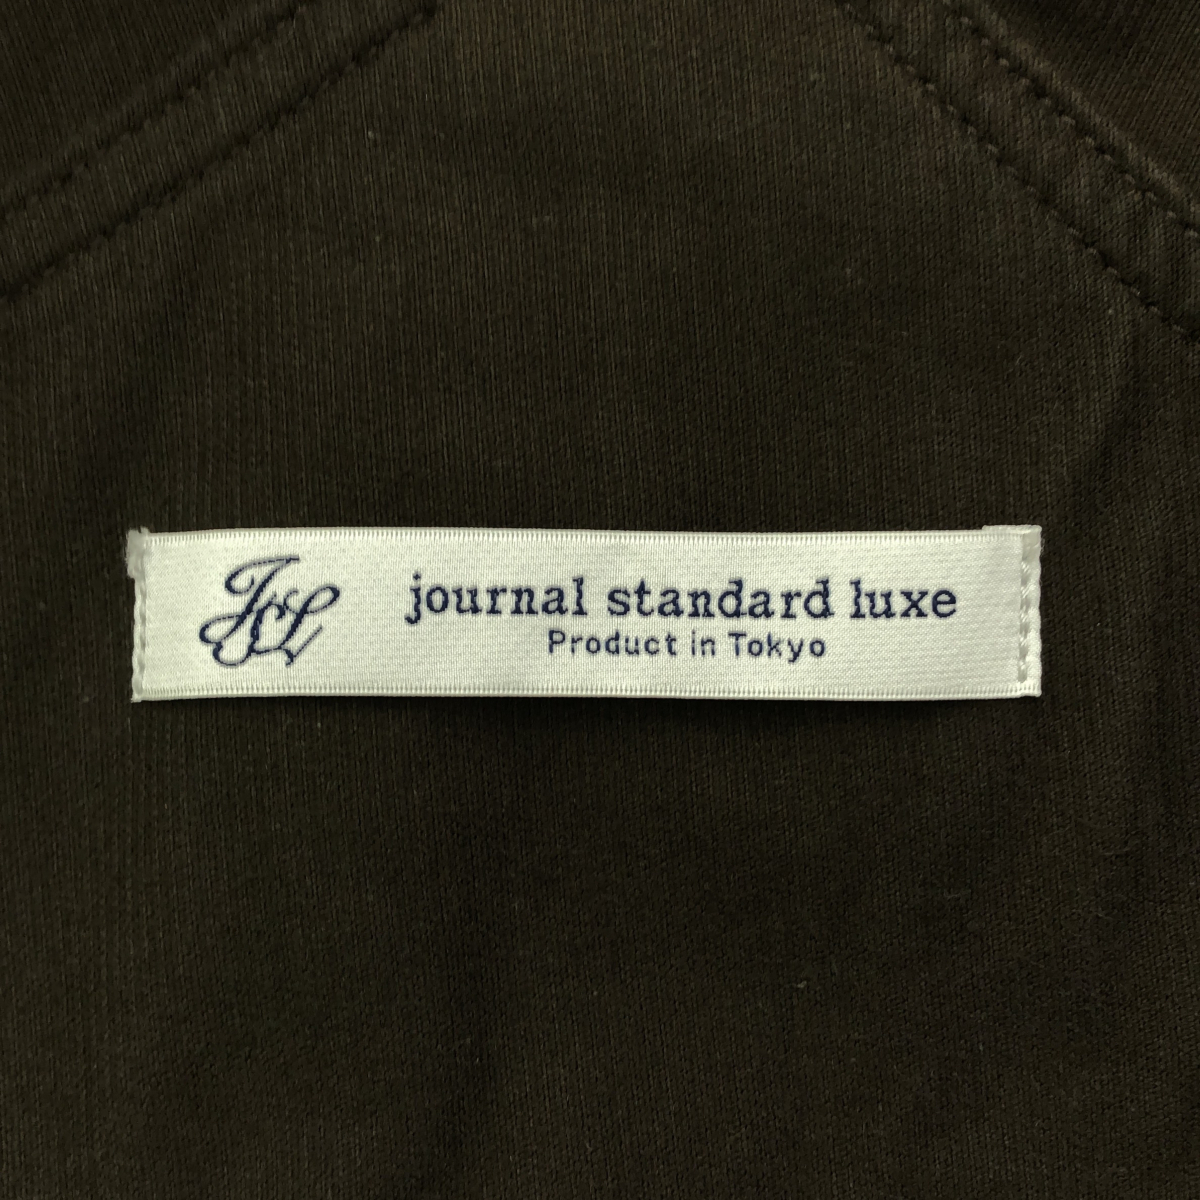 JSL
journal standard luxe
Product in Tokyo